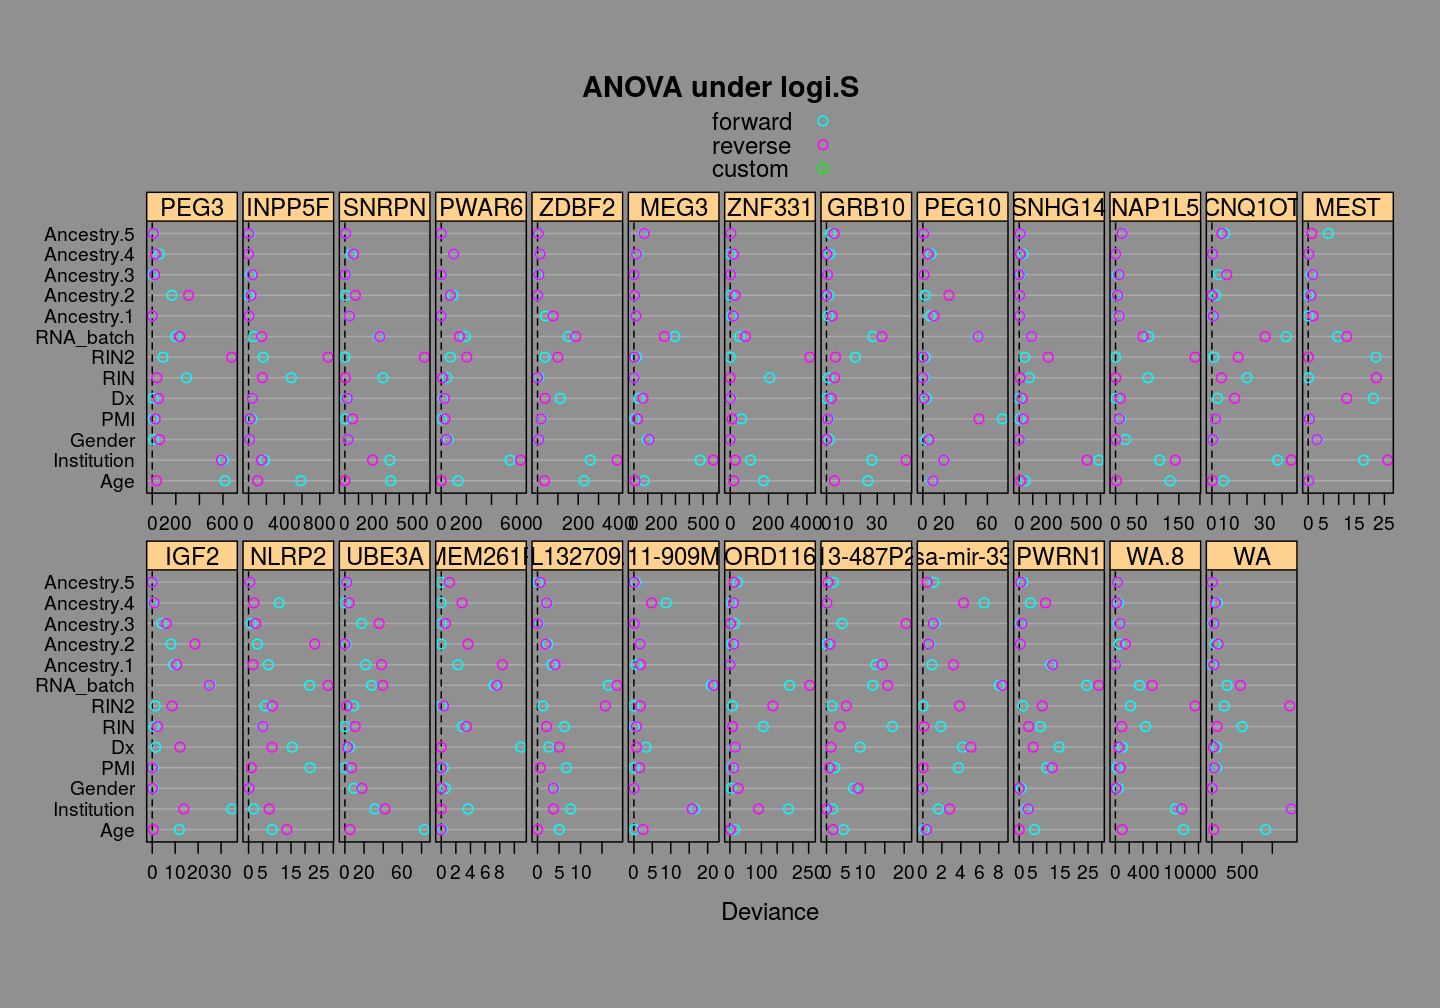 ANOVA under logi.S
forward
reverse
custom
PEG3 INPP5F SNRPN PWAR6 ZDBF2 MEG3 ZNF331 GRB10 PEG10 SNHG14 NAP1L5 CNQ1OT MEST
Ancestry.5
Ancestry.4
Ancestry.3
Ancestry.2
Ancestry.1
RNA_batch
RIN2
RIN
Dx
PMI
Gender
Institution
Age
0 200 600 0 400 800 0 200 500 0 200 600 0 200 400 0 200 500 0 200 400 0 10 30 0 20 60 0 200 500 0 50 150 0 10 30 0 5 15 25
IGF2 NLRP2 UBE3A MEM261P L132709. 11-909M ORD116 13-487P2 sa-mir-33 PWRN1 WA.8 WA
Ancestry.5
Ancestry.4
Ancestry.3
Ancestry.2
Ancestry.1
RNA_batch
RIN2
RIN
Dx
PMI
Gender
Institution
Age
0 10 20 30 0 5 15 25 0 20 60 0 2 4 6 8 0 5 10 0 5 10 20 0 100 250 0 5 10 20 0 2 4 6 8 0 5 15 25 0 400 1000 0 500
Deviance